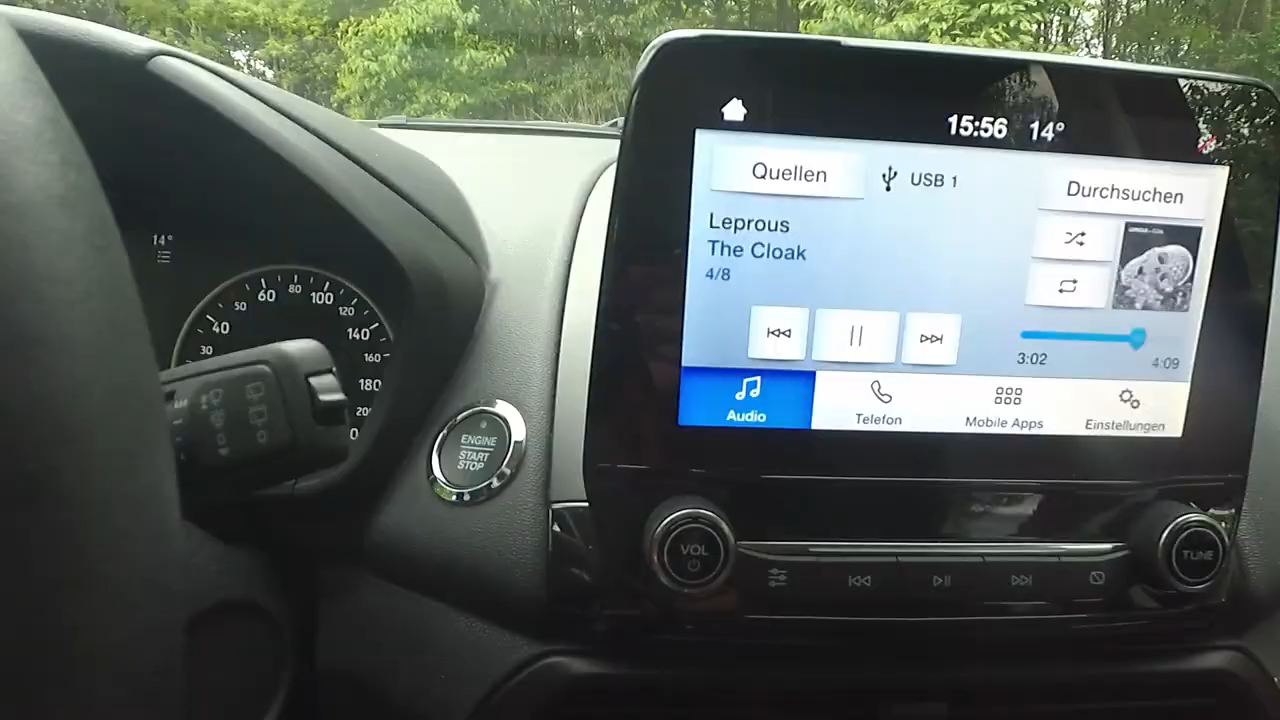 15:56 14°
Quellen
USB 1
Durchsuchen
Leprous
The Cloak
4/8
3:02
4:09
Audio
Telefon
Mobile Apps
Einstellungen
14°
30
40
50
60
80
100
120
140
160
180
ENGINE
START
STOP
VOL
TUNE